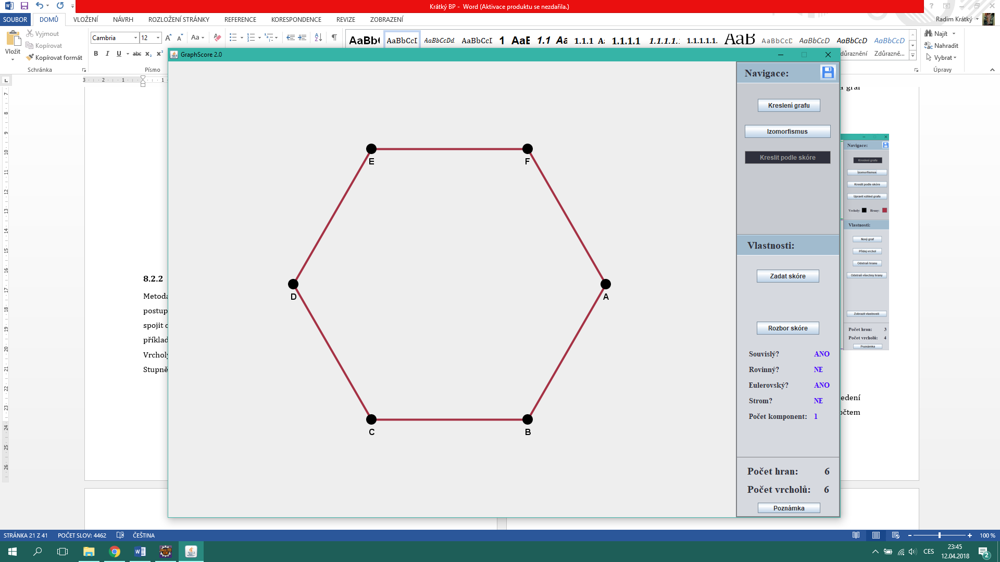 Krátký BP -  Word (Aktivace produktu se nezdařila.)
SOUBOR DOMŮ VLOŽENÍ NÁVRH ROZLOŽENÍ STRÁNKY REFERENCE KORESPONDENCE REVIZE ZOBRAZENÍ Radim Krátký
Vložit
Vyjmout
Kopírovat
Kopírovat formát
Schránka
Cambria 12
Písmo
AaBbCcI AaBbCcDd. AaBbCcI 1 AaB 1.1 Aa 1.1.1 Aa 1.1.1.1 1.1.1.1. 1.1.1.1.1. AaB AaBbCcD AaBbCcD AaBbCcD AaBbCcD
důraznění Zdůrazně...
Najít
Nahradit
Vybrat
Úpravy
GraphScore 2.0
E
F
D
A
C
B
Navigace:
Kreslení grafu
Izomorfismus
Kreslit podle skóre
Vlastnosti:
Zadat skóre
Rozbor skóre
Souvislý? ANO
Rovinný? NE
Eulerovský? ANO
Strom? NE
Počet komponent: 1
Počet hran: 6
Počet vrcholů: 6
Poznámka
8.2.2
Metoda
postup
spojit
příklad
Vrcholy
Stupně
Navigace:
Kreslení grafu
Izomorfismus
Kreslit podle skóre
Upravit vzhled grafu
Vrcholy: Hrany:
Vlastnosti:
Nový graf
Přidej vrchol
Odstraň hranu
Odstraň všechny hrany
Zobrazit vlastnosti
Počet hran: 3
Počet vrcholů: 4
Poznámka
edení
očtem
STRÁNKA 21 Z 41 POČET SLOV: 4462 ČEŠTINA 100 %
CES
23:45
12.04.2018
2